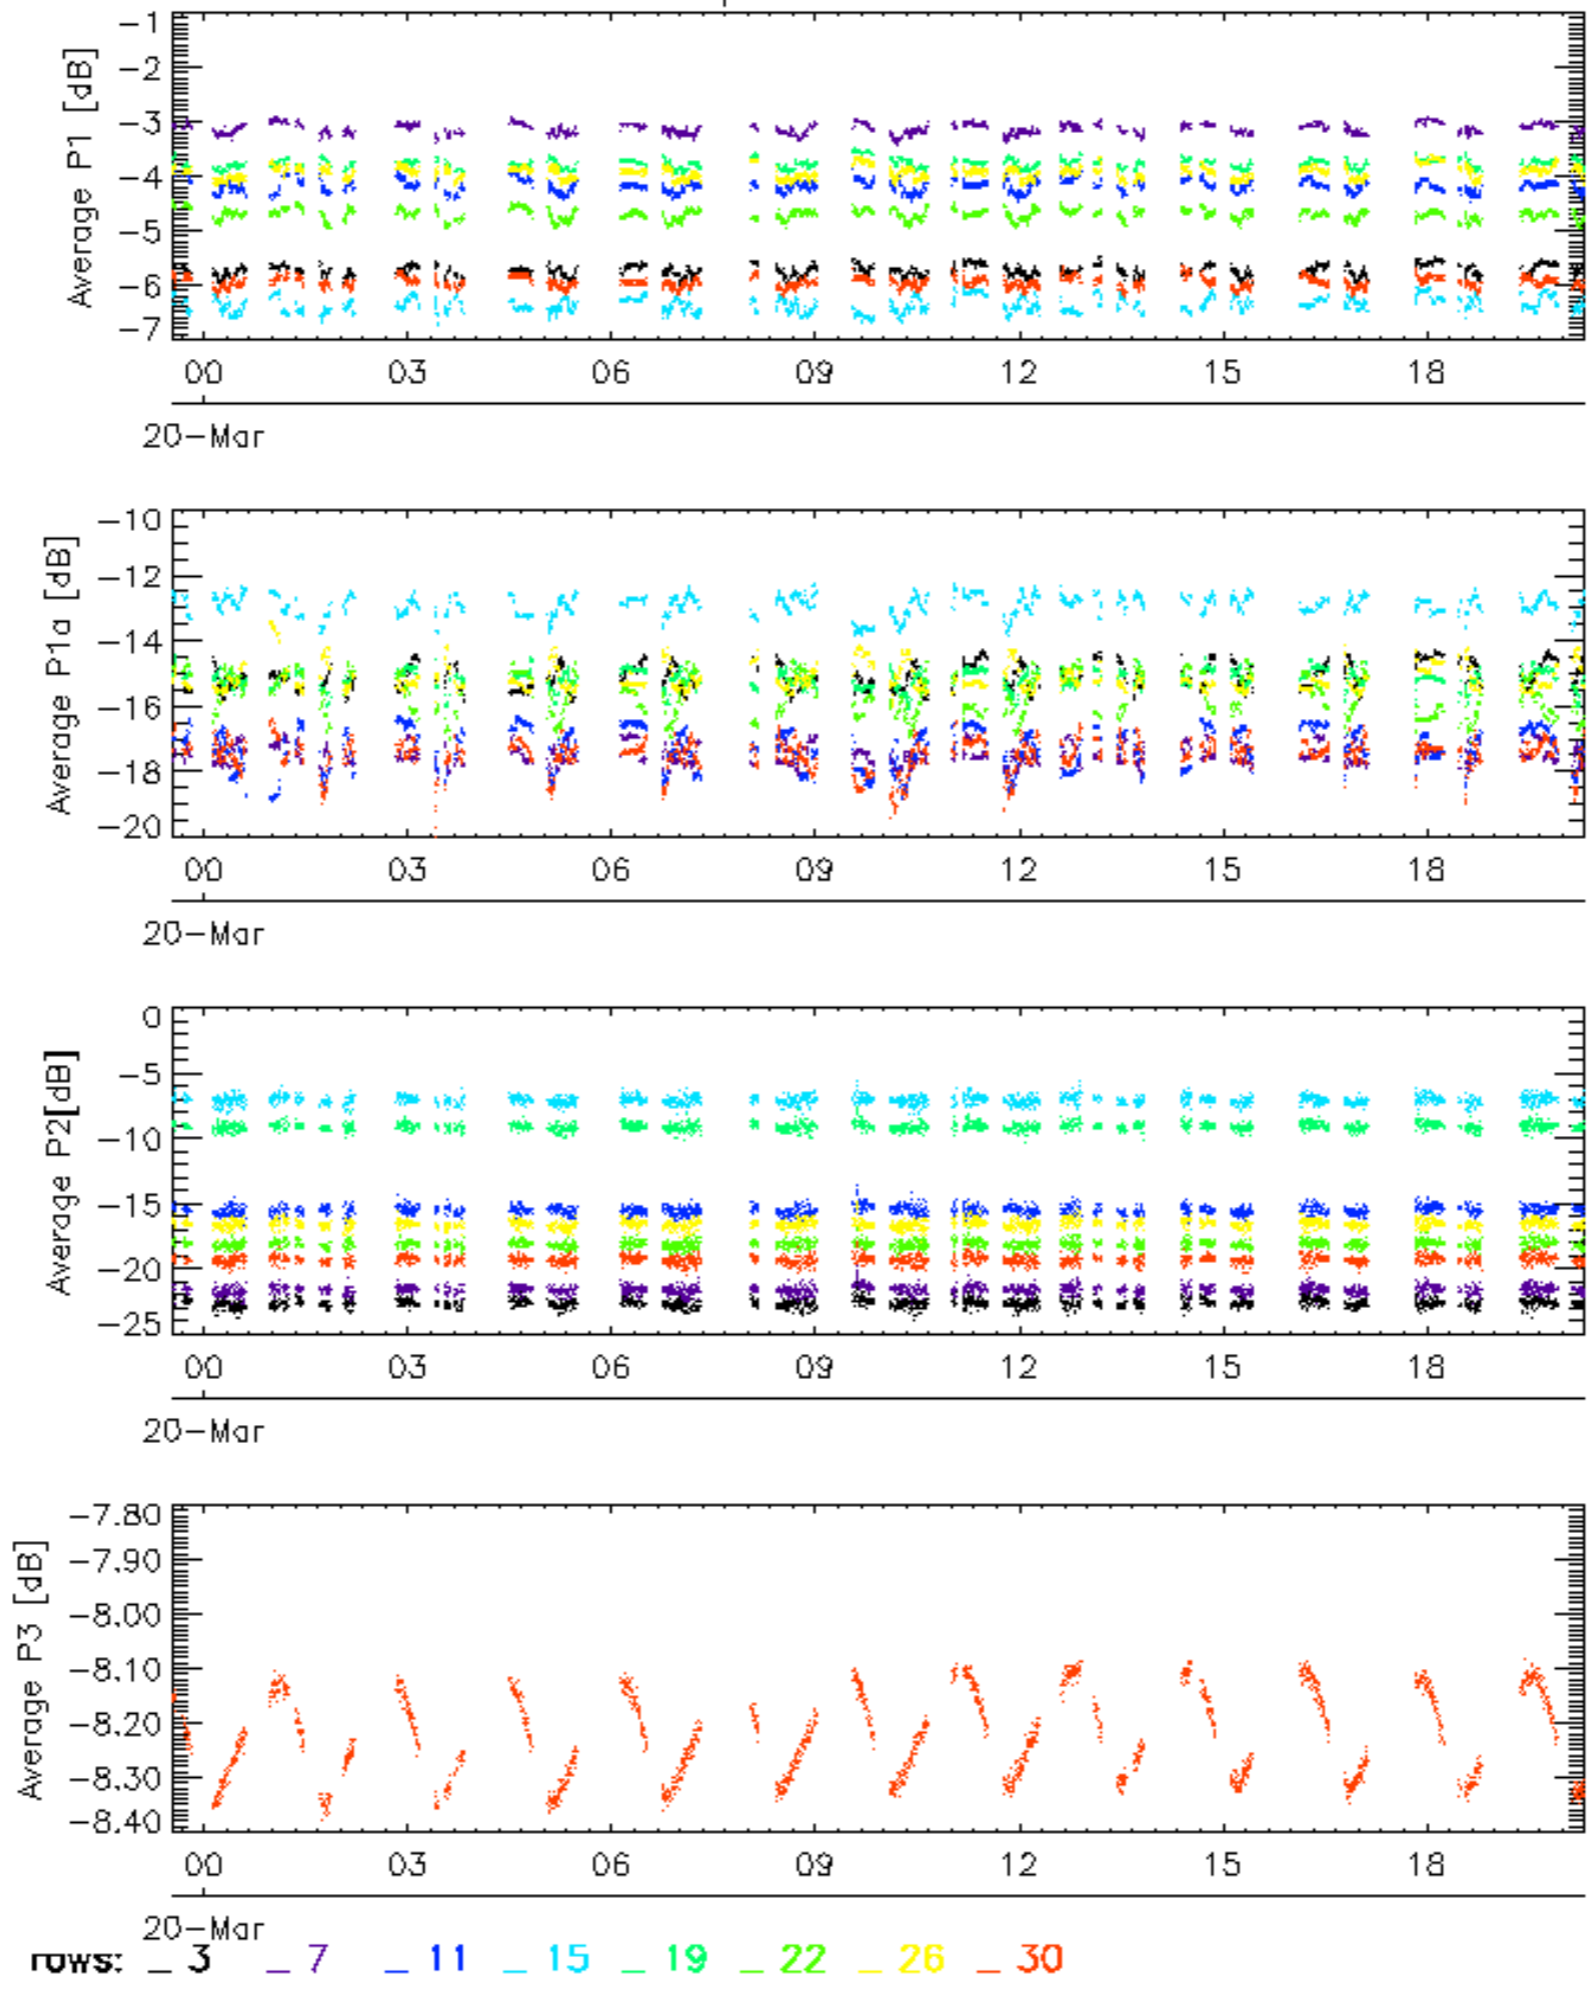 Average P1 [dB]
-1
-2
-3
-4
-5
-6
-7
00 03 06 09 12 15 18
20-Mar
Average P1a [dB]
-10
-12
-14
-16
-18
-20
00 03 06 09 12 15 18
20-Mar
Average P2[dB]
0
-5
-10
-15
-20
-25
00 03 06 09 12 15 18
20-Mar
Average P3 [dB]
-7.80
-7.90
-8.00
-8.10
-8.20
-8.30
-8.40
00 03 06 09 12 15 18
20-Mar
rows: _ 3 _ 7 _ 11 _ 15 _ 19 _ 22 _ 26 _ 30